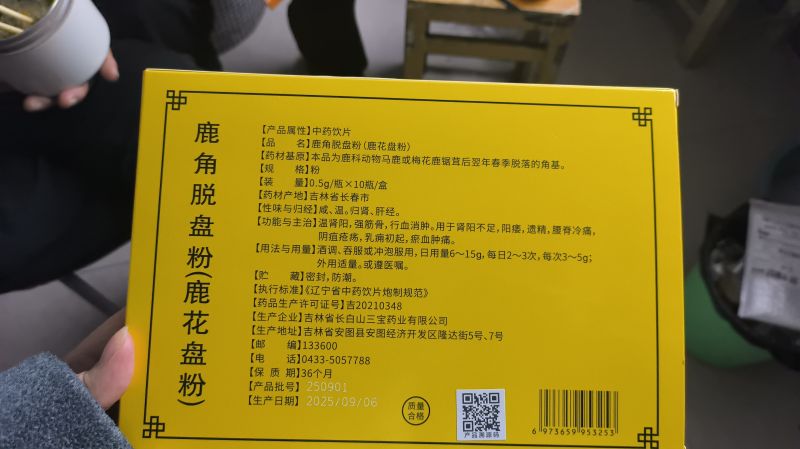 鹿角脱盘粉(鹿花盘粉)
【产品属性】中药饮片
【品　　名】鹿角脱盘粉(鹿花盘粉)
【药材基原】本品为鹿科动物马鹿或梅花鹿锯茸后翌年春季脱落的角基。
【规　　格】粉
【装　　量】0.5g/瓶×10瓶/盒
【药材产地】吉林省长春市
【性味与归经】咸、温。归肾、肝经。
【功能与主治】温肾阳，强筋骨，行血消肿。用于肾阳不足，阳痿，遗精，腰脊冷痛，
阴疽疮疡，乳痈初起，瘀血肿痛。
【用法与用量】酒调、吞服或冲泡服用，日用量6～15g，每日2～3次，每次3～5g；
外用适量。或遵医嘱。
【贮　　藏】密封，防潮。
【执行标准】《辽宁省中药饮片炮制规范》
【药品生产许可证号】吉20210348
【生产企业】吉林省长白山三宝药业有限公司
【生产地址】吉林省安图县安图经济开发区隆达街5号、7号
【邮　　编】133600
【电　　话】0433-5057788
【保 质 期】36个月
【产品批号】250901
【生产日期】2025/09/06
质量
合格
产品溯源码
6 973659 953253